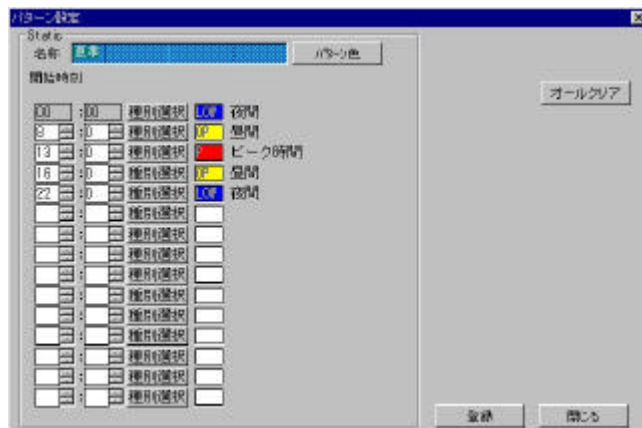 パターン設定
Static
名称 夏季 パターン色
開始時刻
オールクリア
00 : 00 種別選択 LOW 夜間
8 : 0 種別選択 OP 昼間
13 : 0 種別選択 P ピーク時間
16 : 0 種別選択 OP 昼間
22 : 0 種別選択 LOW 夜間
: 種別選択
: 種別選択
: 種別選択
: 種別選択
: 種別選択
: 種別選択
: 種別選択
: 種別選択
: 種別選択
: 種別選択
登録 閉じる